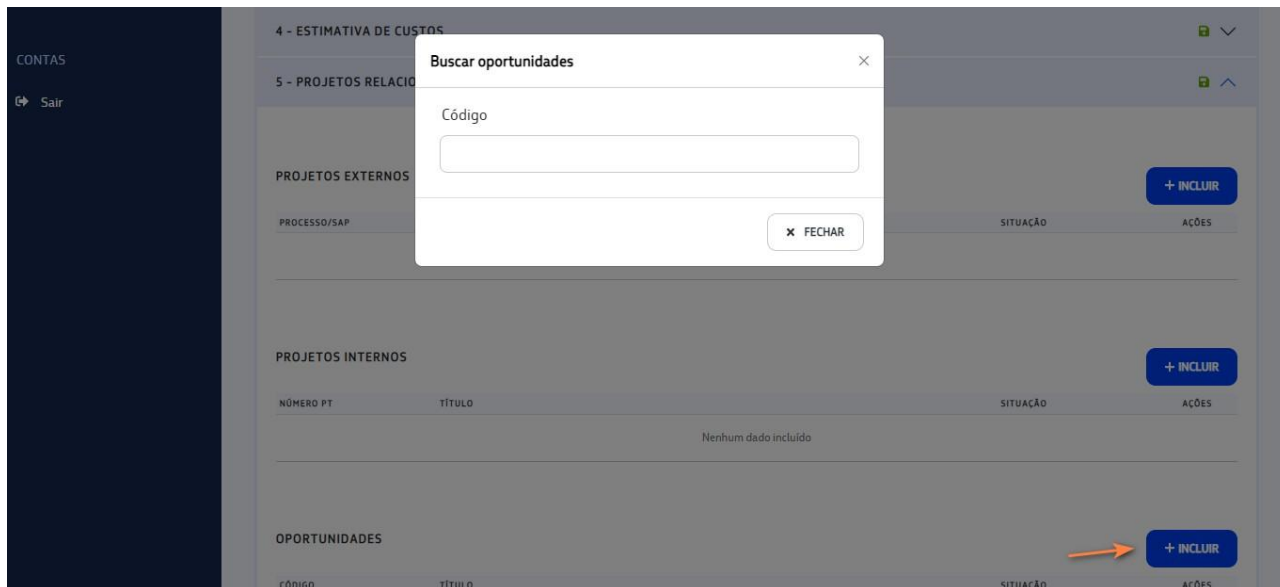 4 - ESTIMATIVA DE CUSTOS
CONTAS
Buscar oportunidades
5 - PROJETOS RELACIO
Sair
Código
PROJETOS EXTERNOS
+ INCLUIR
PROCESSO/SAP SITUAÇÃO AÇÕES
× FECHAR
PROJETOS INTERNOS
+ INCLUIR
NÚMERO PT TÍTULO SITUAÇÃO AÇÕES
Nenhum dado incluído
OPORTUNIDADES
+ INCLUIR
CÓDIGO TÍTULO SITUAÇÃO AÇÕES